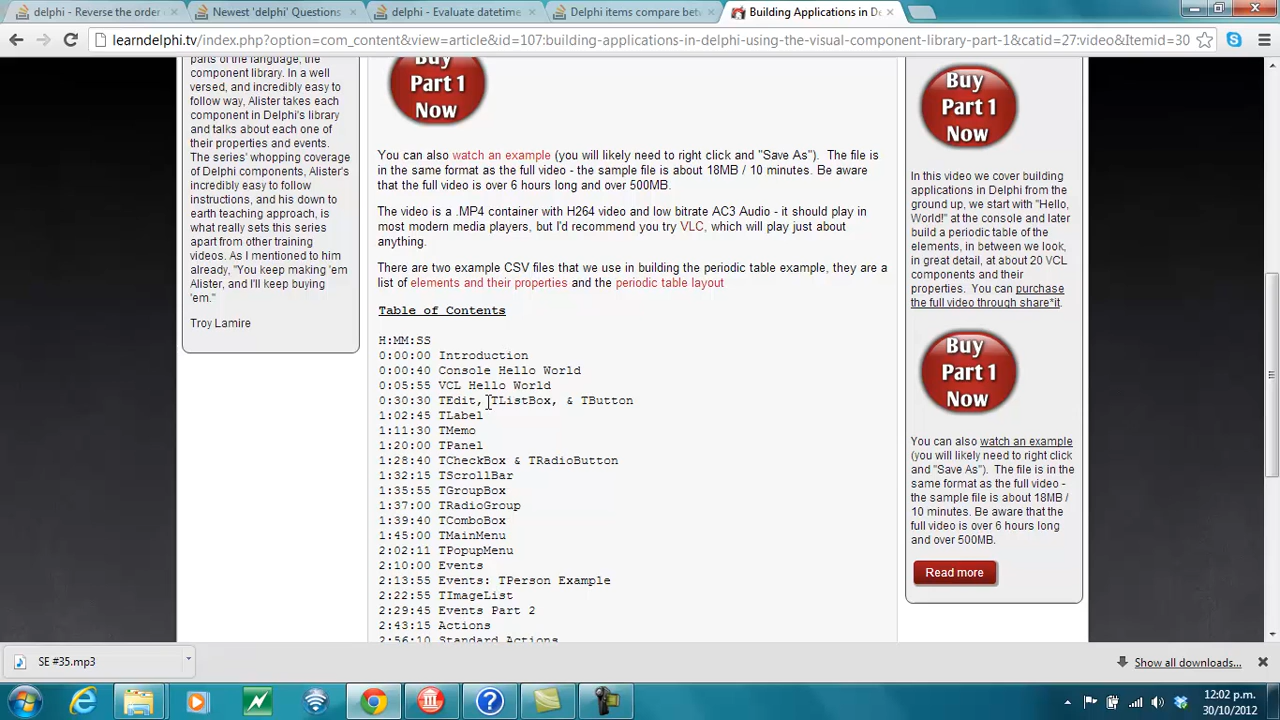 delphi - Reverse the order
Newest 'delphi' Questions
delphi - Evaluate datetime
Delphi items compare bet
Building Applications in De
learndelphi.tv/index.php?option=com_content&view=article&id=107:building-applications-in-delphi-using-the-visual-component-library-part-1&catid=27:video&Itemid=30
parts of the language, the
component library. In a well
versed, and incredibly easy to
follow way, Alister takes each
component in Delphi's library
and talks about each one of
their properties and events.
The series' whopping coverage
of Delphi components, Alister's
incredibly easy to follow
instructions, and his down to
earth teaching approach, is
what really sets this series
apart from other training
videos. As I mentioned to him
already, "You keep making 'em
Alister, and I'll keep buying
'em."
Troy Lamire
Buy
Part 1
Now
You can also watch an example (you will likely need to right click and "Save As"). The file is
in the same format as the full video - the sample file is about 18MB / 10 minutes. Be aware
that the full video is over 6 hours long and over 500MB.
The video is a .MP4 container with H264 video and low bitrate AC3 Audio - it should play in
most modern media players, but I'd recommend you try VLC, which will play just about
anything.
There are two example CSV files that we use in building the periodic table example, they are a
list of elements and their properties and the periodic table layout
Table of Contents
H:MM:SS
0:00:00 Introduction
0:00:40 Console Hello World
0:05:55 VCL Hello World
0:30:30 TEdit, TListBox, & TButton
1:02:45 TLabel
1:11:30 TMemo
1:20:00 TPanel
1:28:40 TCheckBox & TRadioButton
1:32:15 TScrollBar
1:35:55 TGroupBox
1:37:00 TRadioGroup
1:39:40 TComboBox
1:45:00 TMainMenu
2:02:11 TPopupMenu
2:10:00 Events
2:13:55 Events: TPerson Example
2:22:55 TImageList
2:29:45 Events Part 2
2:43:15 Actions
2:56:10 Standard Actions
Buy
Part 1
Now
In this video we cover building
applications in Delphi from the
ground up, we start with "Hello,
World!" at the console and later
build a periodic table of the
elements, in between we look,
in great detail, at about 20 VCL
components and their
properties. You can purchase
the full video through share*it.
Buy
Part 1
Now
You can also watch an example
(you will likely need to right click
and "Save As"). The file is in the
same format as the full video -
the sample file is about 18MB /
10 minutes. Be aware that the
full video is over 6 hours long
and over 500MB.
Read more
SE #35.mp3
Show all downloads...
12:02 p.m.
30/10/2012